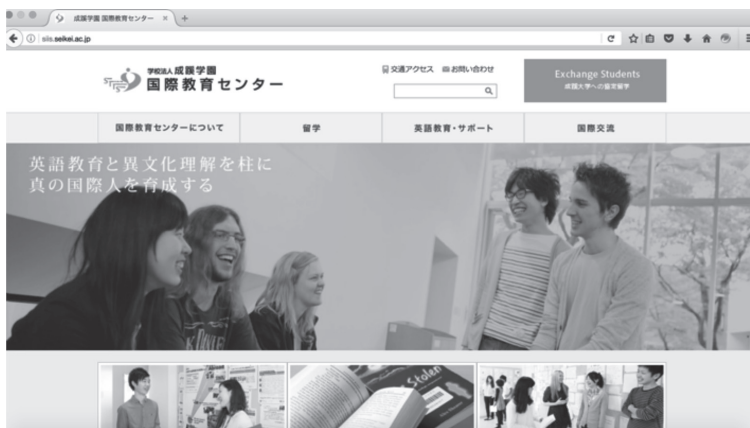 成蹊学園 国際教育センター
siis.seikei.ac.jp
学校法人 成蹊学園
国際教育センター
交通アクセス お問い合わせ
Exchange Students
成蹊大学への留学
国際教育センターについて
留学
英語教育・サポート
国際交流
英語教育と異文化理解を柱に
真の国際人を育成する
Stolen